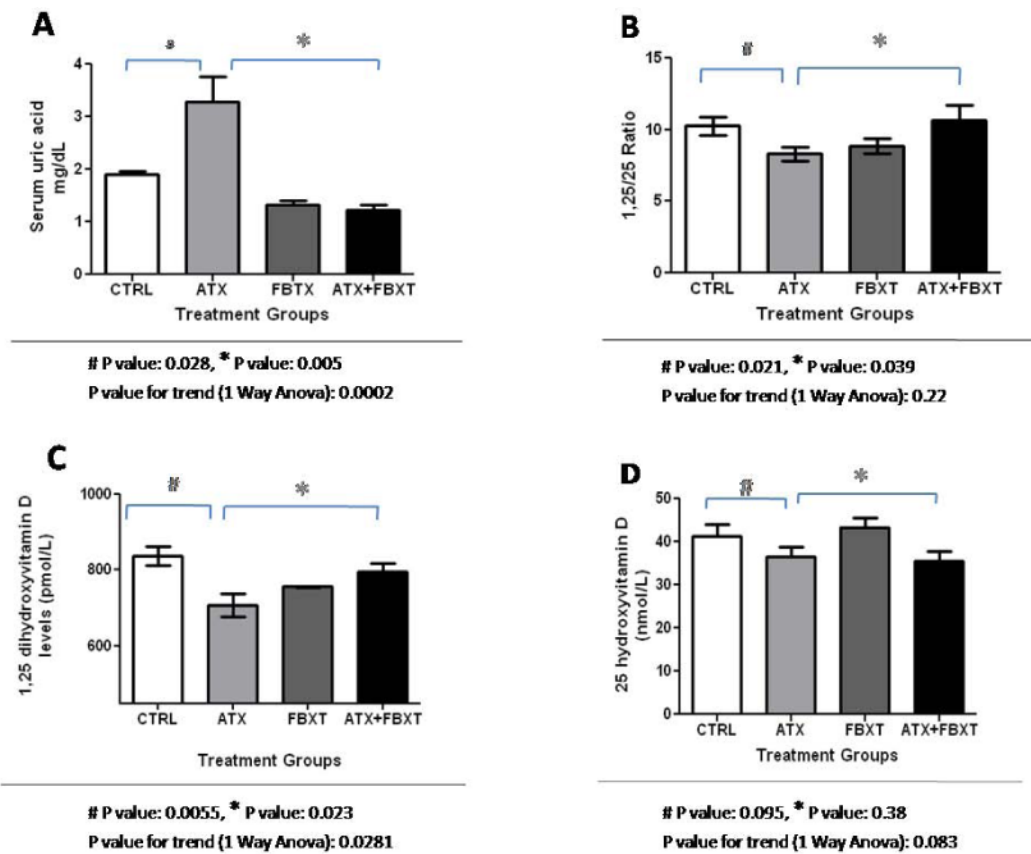 A
#
*
Serum uric acid
mg/dL
4
3
2
1
0
CTRL
ATX
FBTX
ATX+FBXT
Treatment Groups
# P value: 0.028, * P value: 0.005
P value for trend (1 Way Anova): 0.0002
B
#
*
1,25/25 Ratio
15
10
5
0
CTRL
ATX
FBXT
ATX+FBXT
Treatment Groups
# P value: 0.021, * P value: 0.039
P value for trend (1 Way Anova): 0.22
C
#
*
1,25 dihydroxyvitamin D
levels (pmol/L)
1000
800
600
CTRL
ATX
FBXT
ATX+FBXT
Treatment Groups
# P value: 0.0055, * P value: 0.023
P value for trend (1 Way Anova): 0.0281
D
#
*
25 hydroxyvitamin D
(nmol/L)
50
40
30
20
10
0
CTRL
ATX
FBXT
ATX+FBXT
Treatment Groups
# P value: 0.095, * P value: 0.38
P value for trend (1 Way Anova): 0.083